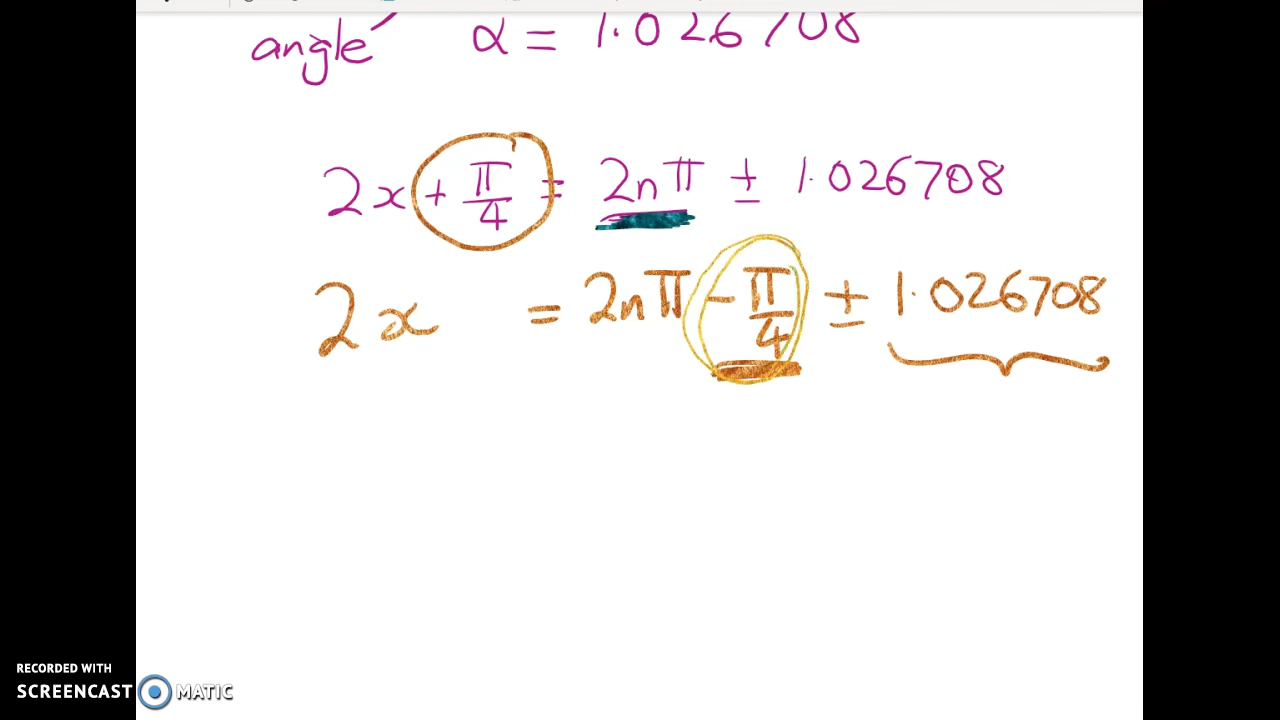 angle α = 1.026708
2x + π/4 = 2nπ ± 1.026708
2x = 2nπ - π/4 ± 1.026708
RECORDED WITH
SCREENCAST MATIC